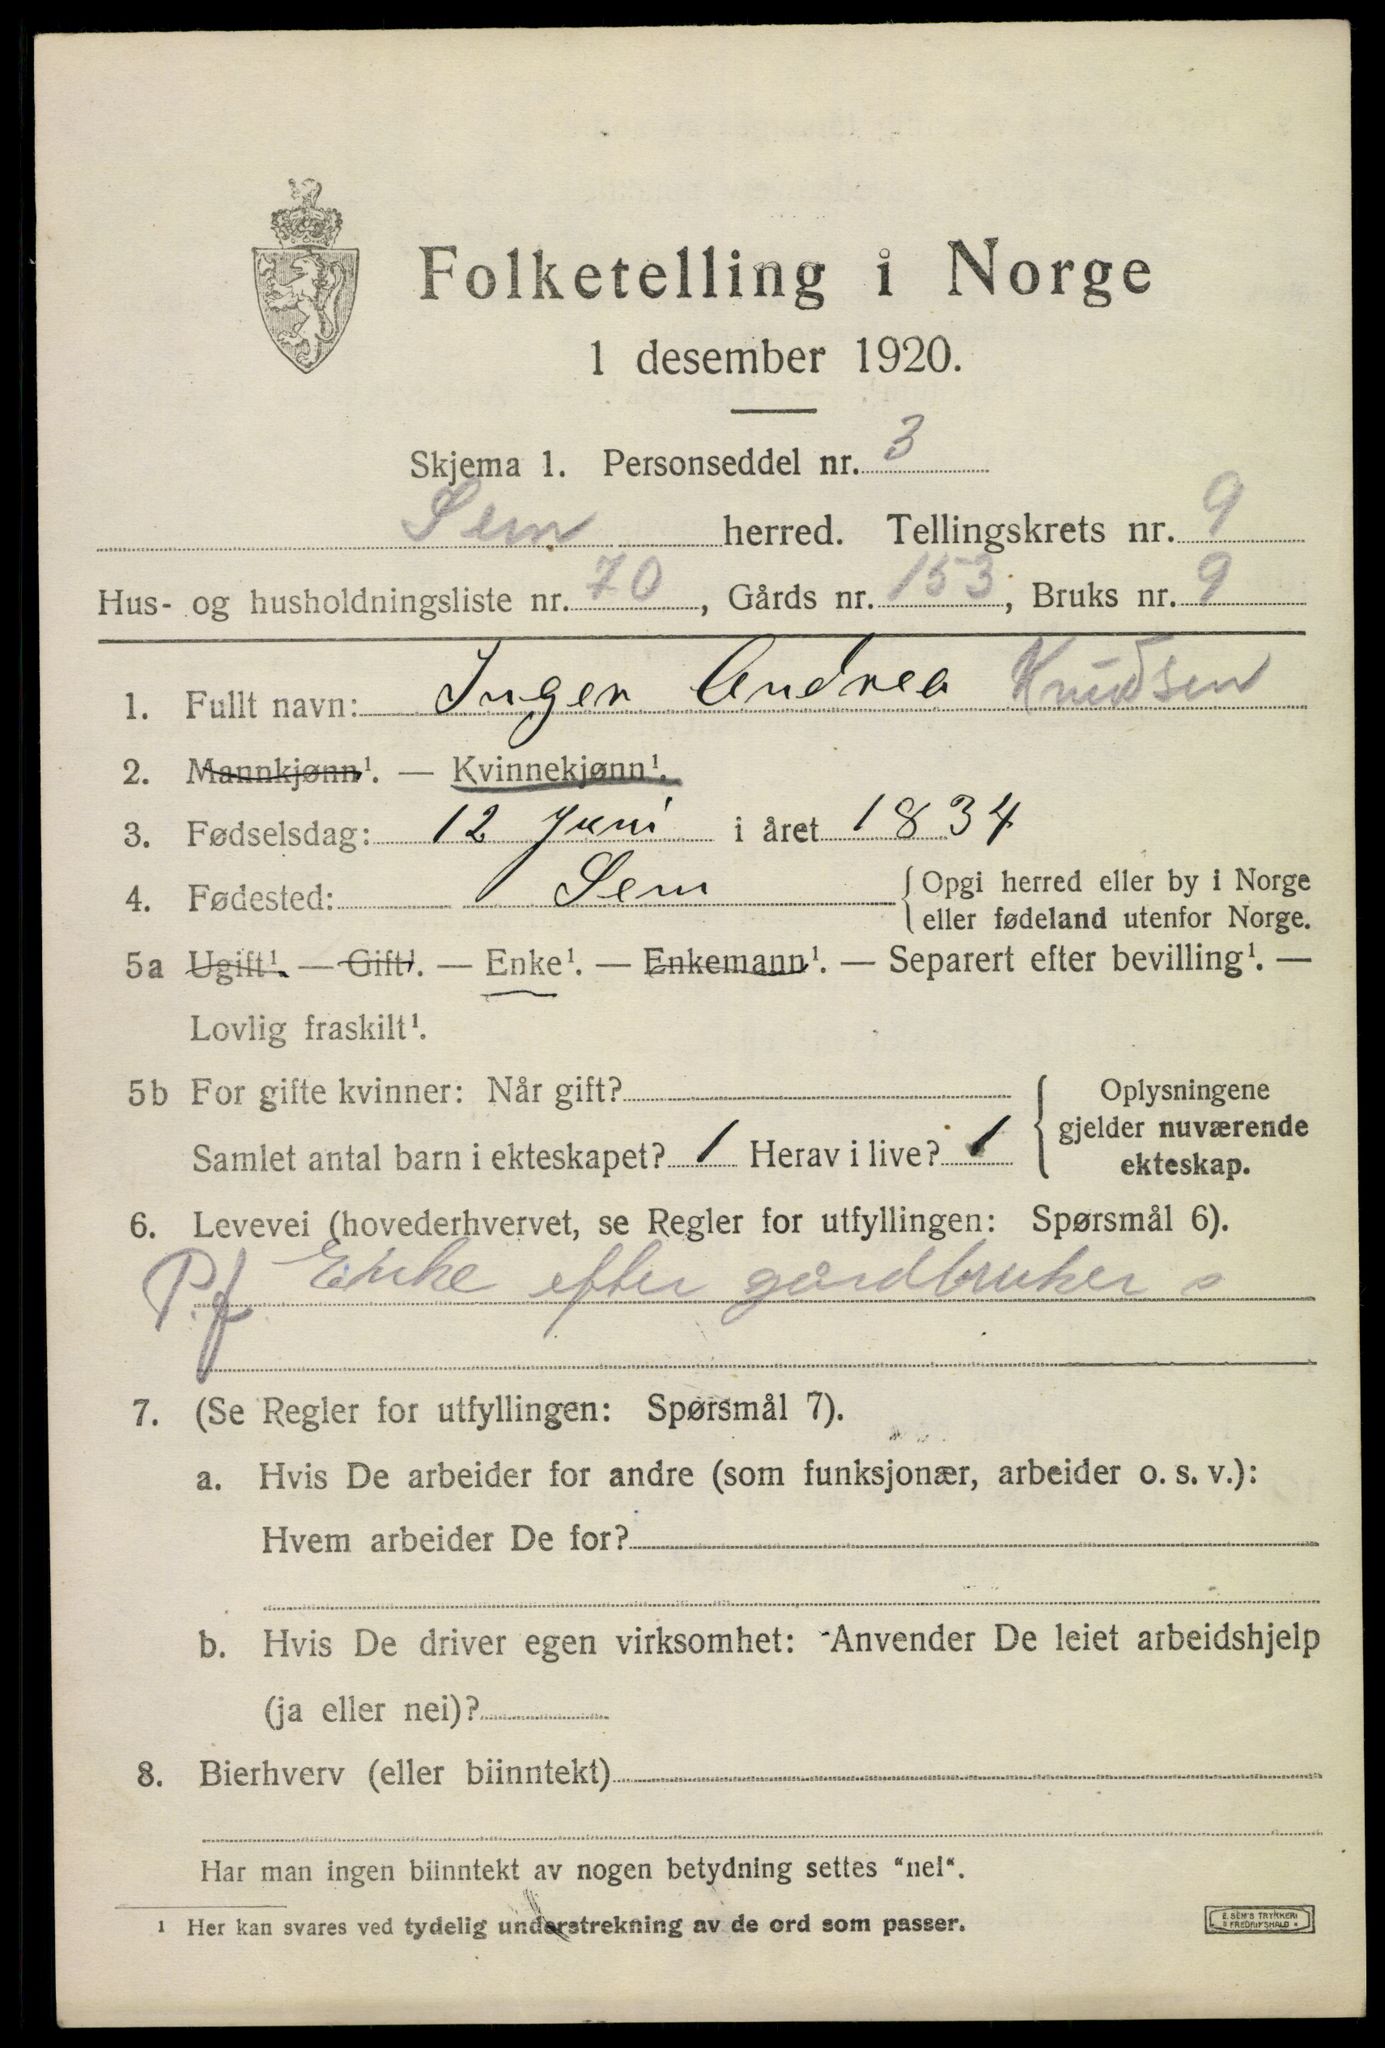 Folketelling i Norge
1 desember 1920.
Skjema 1. Personseddel nr. 3
Sem herred. Tellingskrets nr. 9
Hus- og husholdningsliste nr. 70, Gårds nr. 153, Bruks nr. 9
1. Fullt navn: Inger Andrea Knudsen
2. Mannkjønn¹. — Kvinnekjønn¹.
3. Fødselsdag: 12 Juni i året 1834
4. Fødested: Sem { Opgi herred eller by i Norge
eller fødeland utenfor Norge.
5a Ugift¹. — Gift¹. — Enke¹. — Enkemann¹. — Separert efter bevilling¹. —
Lovlig fraskilt¹.
5b For gifte kvinner: Når gift?
Samlet antal barn i ekteskapet? 1 Herav i live? 1
Oplysningene
gjelder nuværende
ekteskap.
6. Levevei (hovederhvervet, se Regler for utfyllingen: Spørsmål 6).
P.f. Enke efter gårdbruker
7. (Se Regler for utfyllingen: Spørsmål 7).
a. Hvis De arbeider for andre (som funksjonær, arbeider o. s. v.):
Hvem arbeider De for?
b. Hvis De driver egen virksomhet: Anvender De leiet arbeidshjelp
(ja eller nei)?
8. Bierhverv (eller biinntekt)
Har man ingen biinntekt av nogen betydning settes "nei".
¹ Her kan svares ved tydelig understrekning av de ord som passer.
E. SEM'S TRYKKERI
FREDRIKSHALD